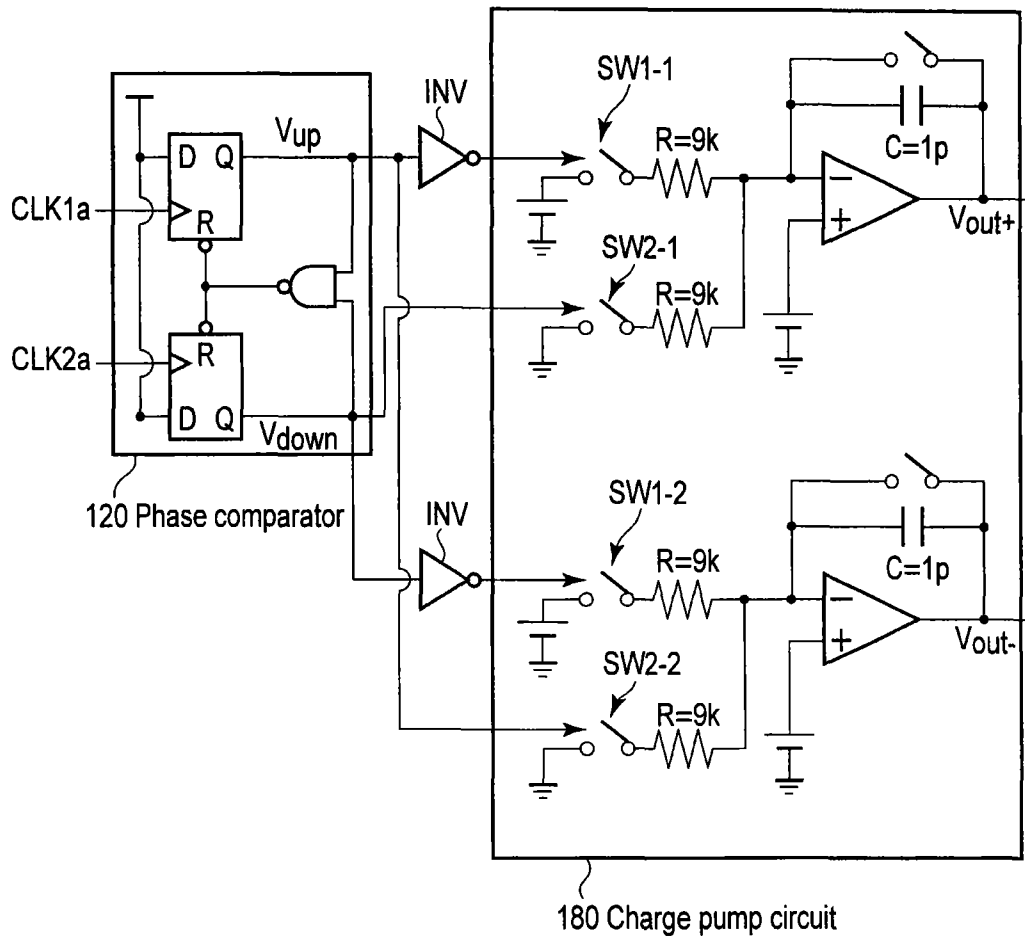 SW1-1
INV
R=9k
C=1p
Vup
D Q
CLK1a
R
Vout+
SW2-1
R=9k
CLK2a
R
D Q
Vdown
120 Phase comparator
INV
SW1-2
R=9k
C=1p
Vout-
SW2-2
R=9k
180 Charge pump circuit